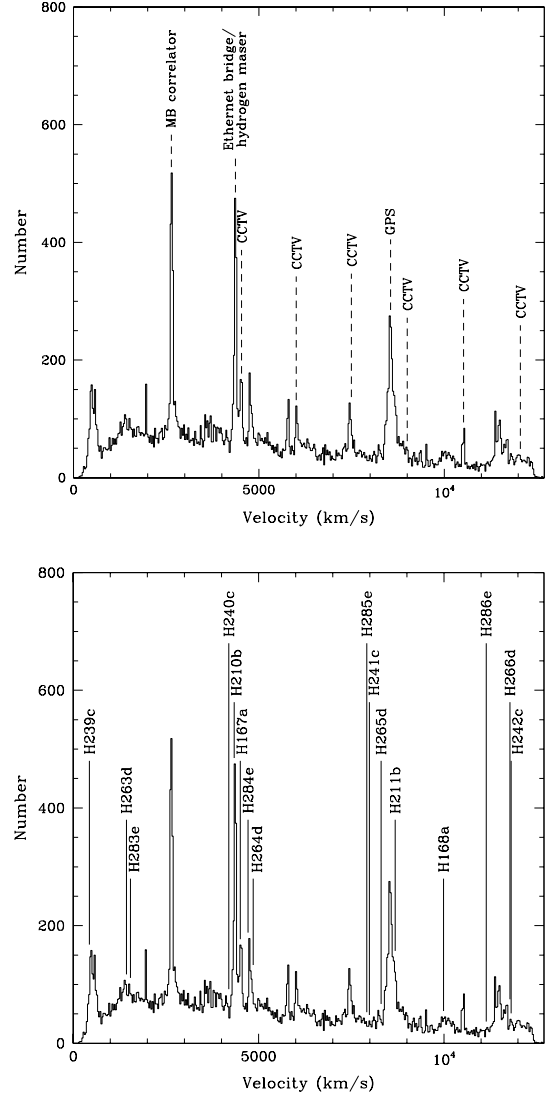 800
600
400
200
0
Number
MB correlator
Ethernet bridge/
hydrogen maser
CCTV
CCTV
CCTV
GPS
CCTV
CCTV
CCTV
0
5000
10⁴
Velocity (km/s)
800
600
400
200
0
Number
H239c
H263d
H283e
H240c
H210b
H167a
H284e
H264d
H285e
H241c
H265d
H211b
H168a
H286e
H266d
H242c
0
5000
10⁴
Velocity (km/s)